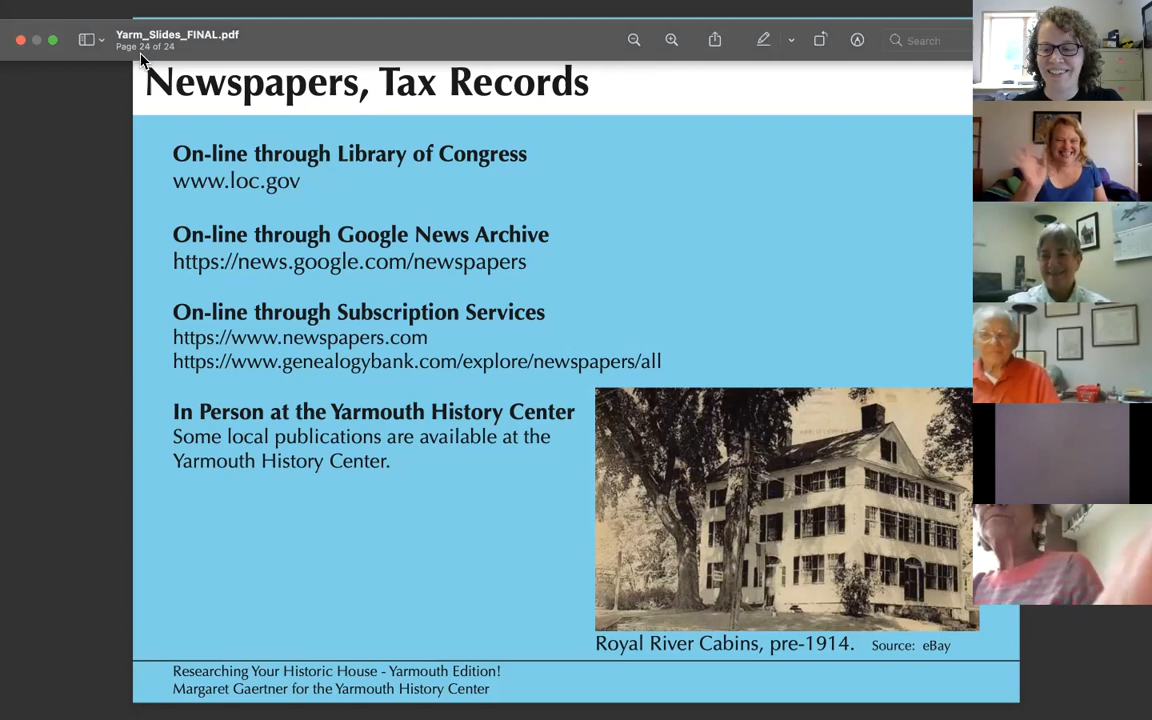 Yarm_Slides_FINAL.pdf
Page 24 of 24
Search
Newspapers, Tax Records
On-line through Library of Congress
www.loc.gov
On-line through Google News Archive
https://news.google.com/newspapers
On-line through Subscription Services
https://www.newspapers.com
https://www.genealogybank.com/explore/newspapers/all
In Person at the Yarmouth History Center
Some local publications are available at the
Yarmouth History Center.
Royal River Cabins, pre-1914. Source: eBay
Researching Your Historic House - Yarmouth Edition!
Margaret Gaertner for the Yarmouth History Center